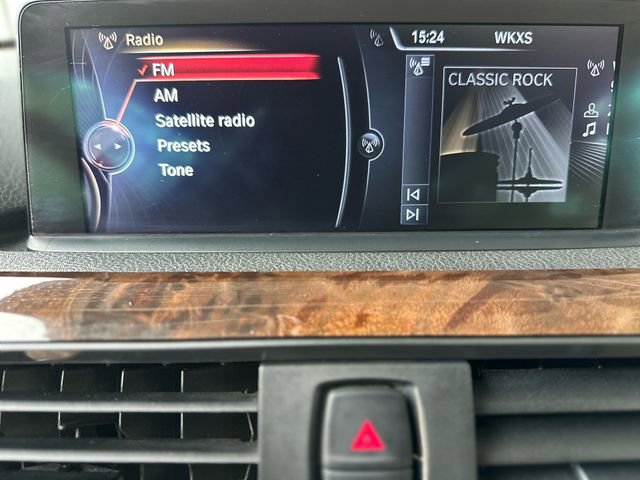 Radio
15:24 WKXS
FM
AM
Satellite radio
Presets
Tone
CLASSIC ROCK